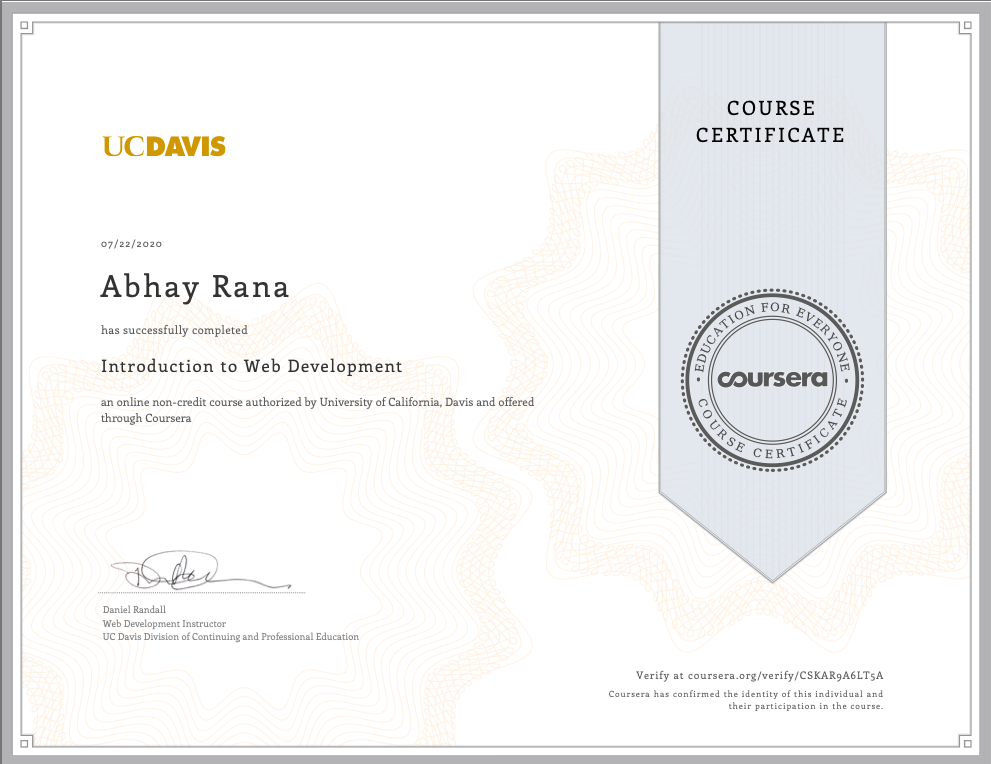 COURSE
CERTIFICATE
UCDAVIS
07/22/2020
Abhay Rana
has successfully completed
Introduction to Web Development
an online non-credit course authorized by University of California, Davis and offered
through Coursera
EDUCATION FOR EVERYONE
coursera
COURSE CERTIFICATE
Daniel Randall
Web Development Instructor
UC Davis Division of Continuing and Professional Education
Verify at coursera.org/verify/CSKAR9A6LT5A
Coursera has confirmed the identity of this individual and
their participation in the course.